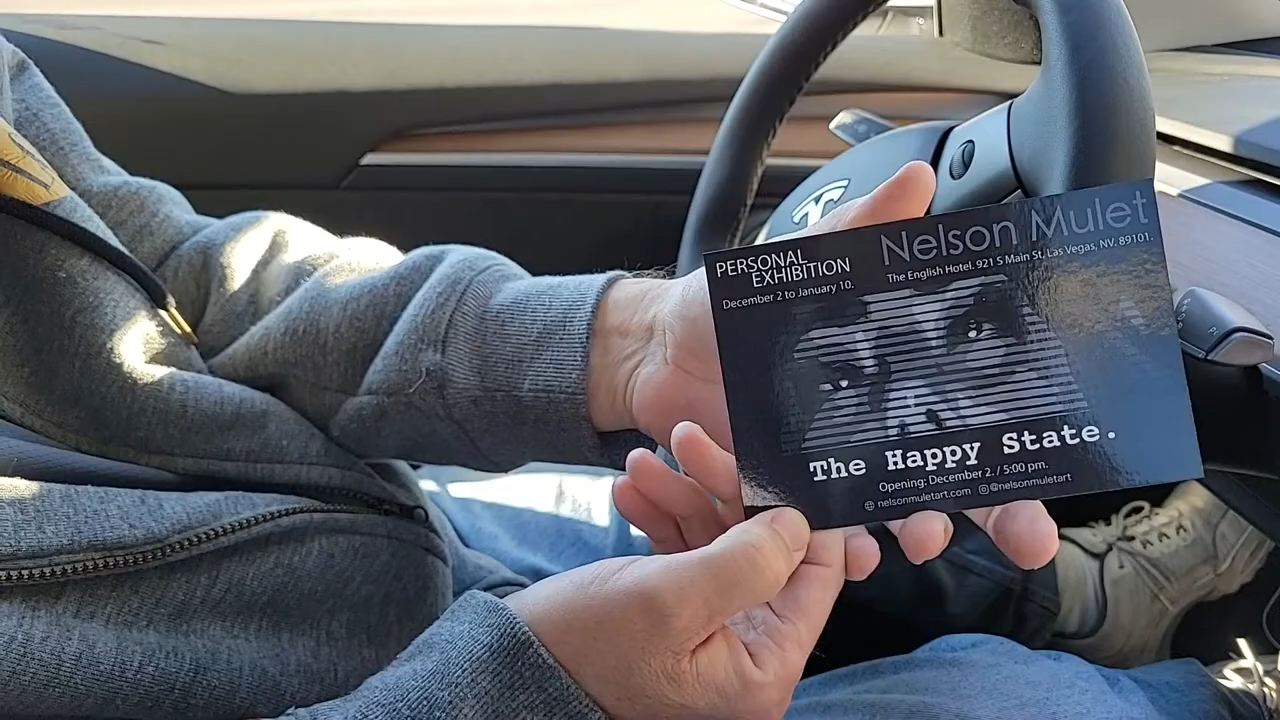 PERSONAL
EXHIBITION
December 2 to January 10.
Nelson Mulet
The English Hotel. 921 S Main St. Las Vegas, NV. 89101.
The Happy State.
Opening: December 2. / 5:00 pm.
nelsonmuletart.com @nelsonmuletart